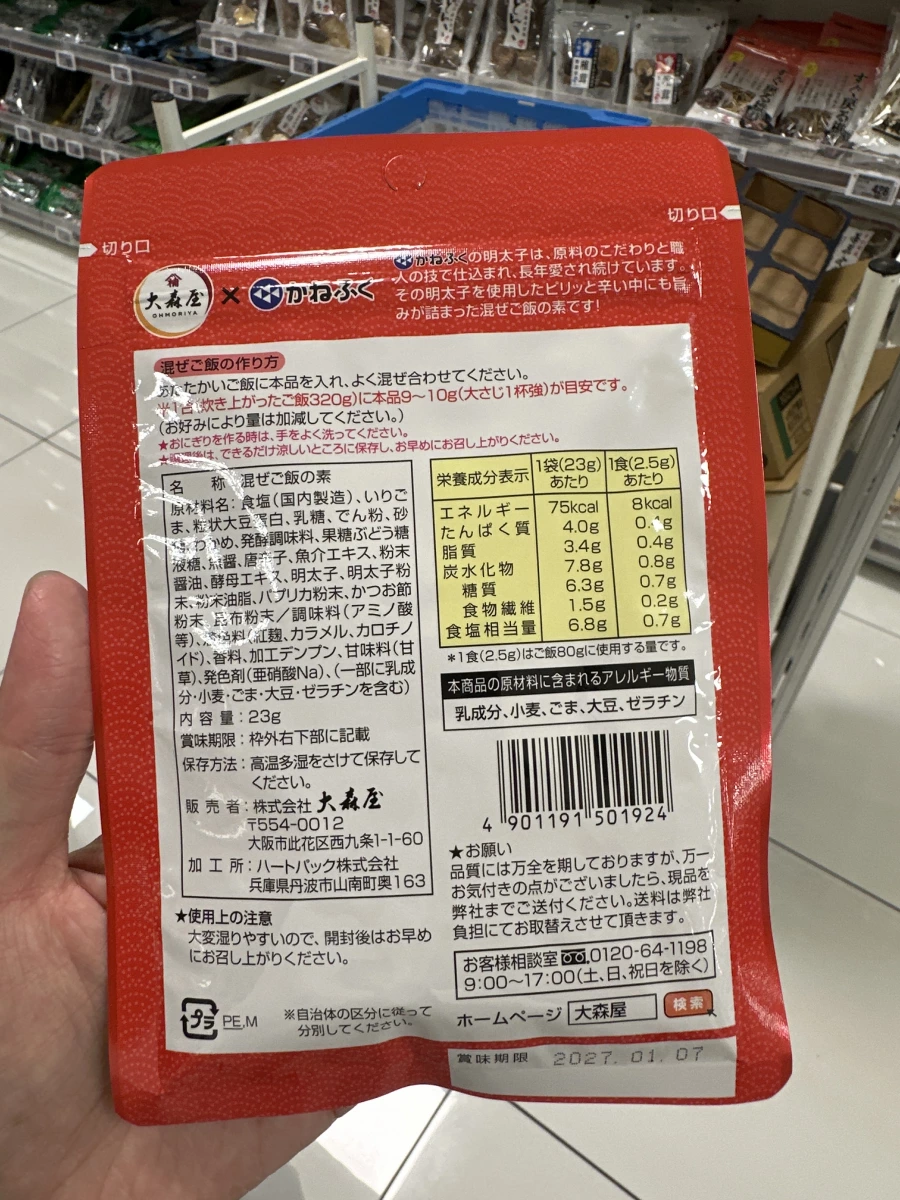 切り口
切り口
大森屋
OHMORIYA
×
かねふく
かねふくの明太子は、原料のこだわりと職
人の技で仕込まれ、長年愛され続けています。
その明太子を使用したピリッと辛い中にも旨
みが詰まった混ぜご飯の素です!
混ぜご飯の作り方
あたたかいご飯に本品を入れ、よく混ぜ合わせてください。
※1合(炊き上がったご飯320g)に本品9〜10g(大さじ1杯強)が目安です。
(お好みにより量は加減してください。)
★おにぎりを作る時は、手をよく洗ってください。
★調理後は、できるだけ涼しいところに保存し、お早めにお召し上がりください。
名 称:混ぜご飯の素
原材料名:食塩(国内製造)、いりご
ま、粒状大豆蛋白、乳糖、でん粉、砂
糖、わかめ、発酵調味料、果糖ぶどう糖
液糖、魚醤、唐辛子、魚介エキス、粉末
醤油、酵母エキス、明太子、明太子粉
末、粉末油脂、パプリカ粉末、かつお節
粉末、昆布粉末/調味料(アミノ酸
等)、着色料(紅麹、カラメル、カロチノ
イド)、香料、加工デンプン、甘味料(甘
草)、発色剤(亜硝酸Na)、(一部に乳成
分・小麦・ごま・大豆・ゼラチンを含む)
内 容 量:23g
賞味期限:枠外右下部に記載
保存方法:高温多湿をさけて保存して
ください。
販 売 者:株式会社 大森屋
〒554-0012
大阪市此花区西九条1-1-60
加 工 所:ハートパック株式会社
兵庫県丹波市山南町奥163
★使用上の注意
大変湿りやすいので、開封後はお早め
にお召し上がりください。
プラ
PE,M
※自治体の区分に従って
分別してください。
栄養成分表示 1袋(23g)あたり 1食(2.5g)あたり
エネルギー 75kcal 8kcal
たんぱく質 4.0g 0.4g
脂質 3.4g 0.4g
炭水化物 7.8g 0.8g
糖質 6.3g 0.7g
食物繊維 1.5g 0.2g
食塩相当量 6.8g 0.7g
*1食(2.5g)はご飯80gに使用する量です。
本商品の原材料に含まれるアレルギー物質
乳成分、小麦、ごま、大豆、ゼラチン
4 901191 501924
★お願い
品質には万全を期しておりますが、万一
お気付きの点がございましたら、現品を
弊社までご送付ください。送料は弊社
負担にてお取替えさせて頂きます。
お客様相談室 0120-64-1198
9:00〜17:00(土、日、祝日を除く)
ホームページ 大森屋 検索
賞味期限 2027. 01. 07